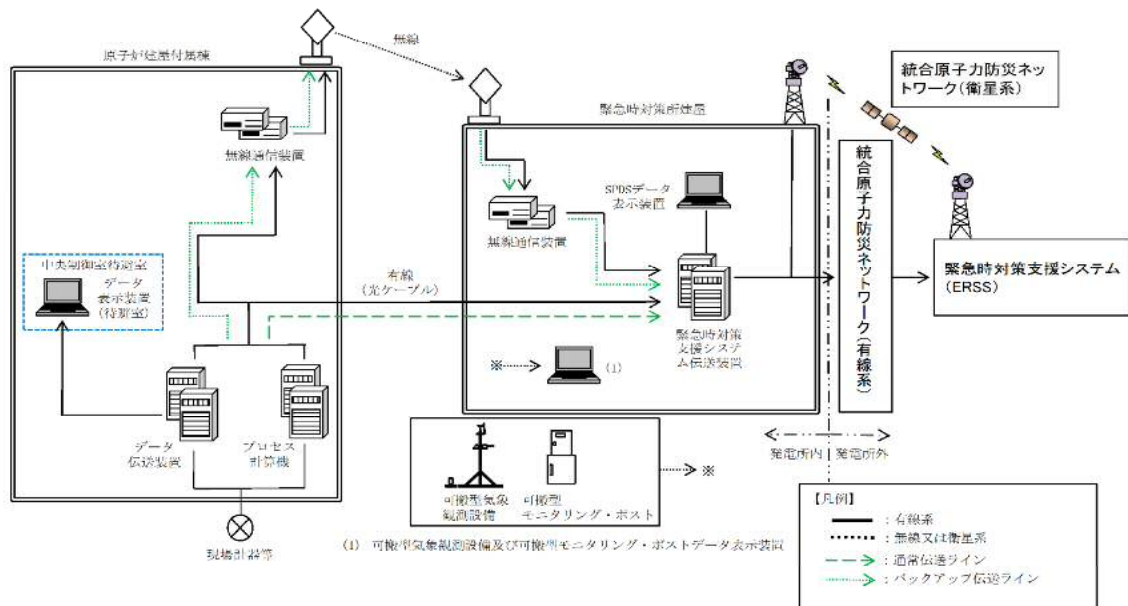 原子炉建屋付属棟
無線
無線通信装置
中央制御室待避室
データ
表示装置
(待避室)
データ
伝送装置
プロセス
計算機
現場計器等
有線
(光ケーブル)
緊急時対策所建屋
無線通信装置
SPDSデータ
表示装置
緊急時対策
支援システ
ム伝送装置
※
(1)
可搬型気象
観測設備
可搬型
モニタリング・ポスト
※
(1) 可搬型気象観測設備及び可搬型モニタリング・ポストデータ表示装置
統合原子力防災ネッ
トワーク(衛星系)
統合原子力防災ネットワーク(有線系)
緊急時対策支援システム
(ERSS)
発電所内
発電所外
【凡例】
:有線系
:無線又は衛星系
:通常伝送ライン
:バックアップ伝送ライン